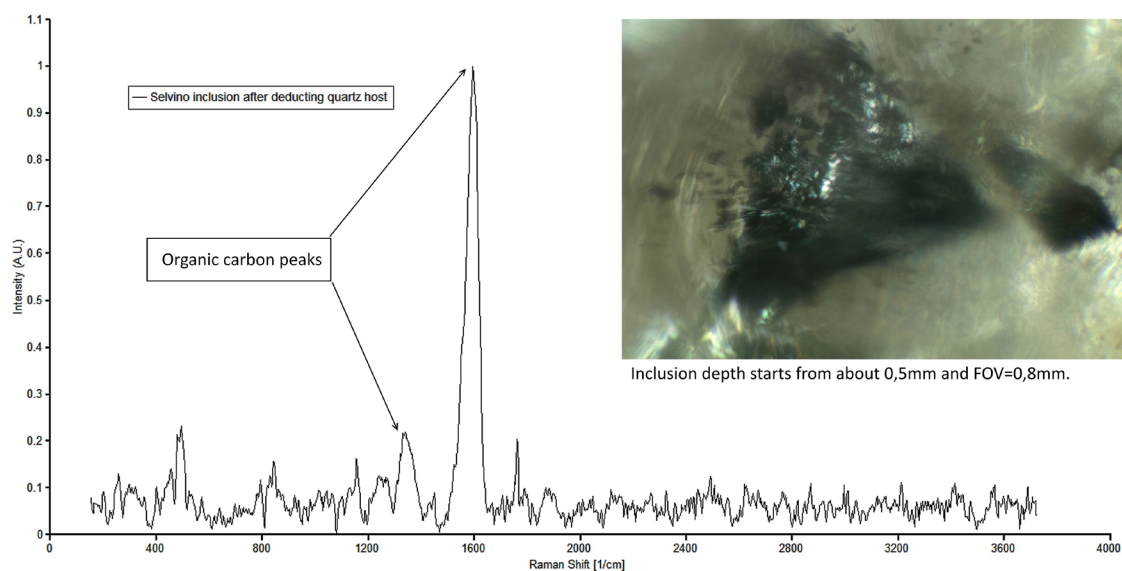 1.1
1
0.9
0.8
0.7
0.6
0.5
0.4
0.3
0.2
0.1
0
Intensity (A.U.)
Selvino inclusion after deducting quartz host
Organic carbon peaks
Inclusion depth starts from about 0,5mm and FOV=0,8mm.
0 400 800 1200 1600 2000 2400 2800 3200 3600 4000
Raman Shift [1/cm]